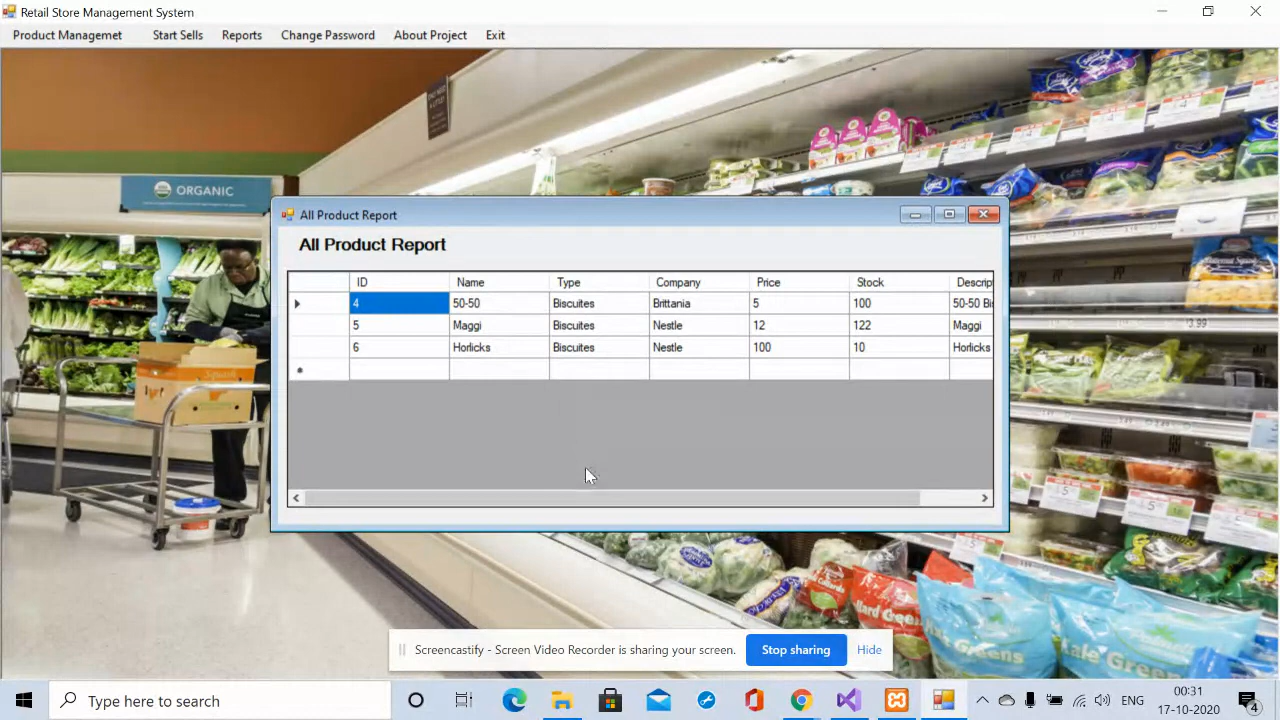 Retail Store Management System
Product Managemet Start Sells Reports Change Password About Project Exit
ORGANIC
All Product Report
All Product Report
ID Name Type Company Price Stock Descrip
4 50-50 Biscuites Brittania 5 100 50-50 Bis
5 Maggi Biscuites Nestle 12 122 Maggi
6 Horlicks Biscuites Nestle 100 10 Horlicks
Screencastify - Screen Video Recorder is sharing your screen. Stop sharing Hide
Type here to search
ENG
00:31
17-10-2020
4